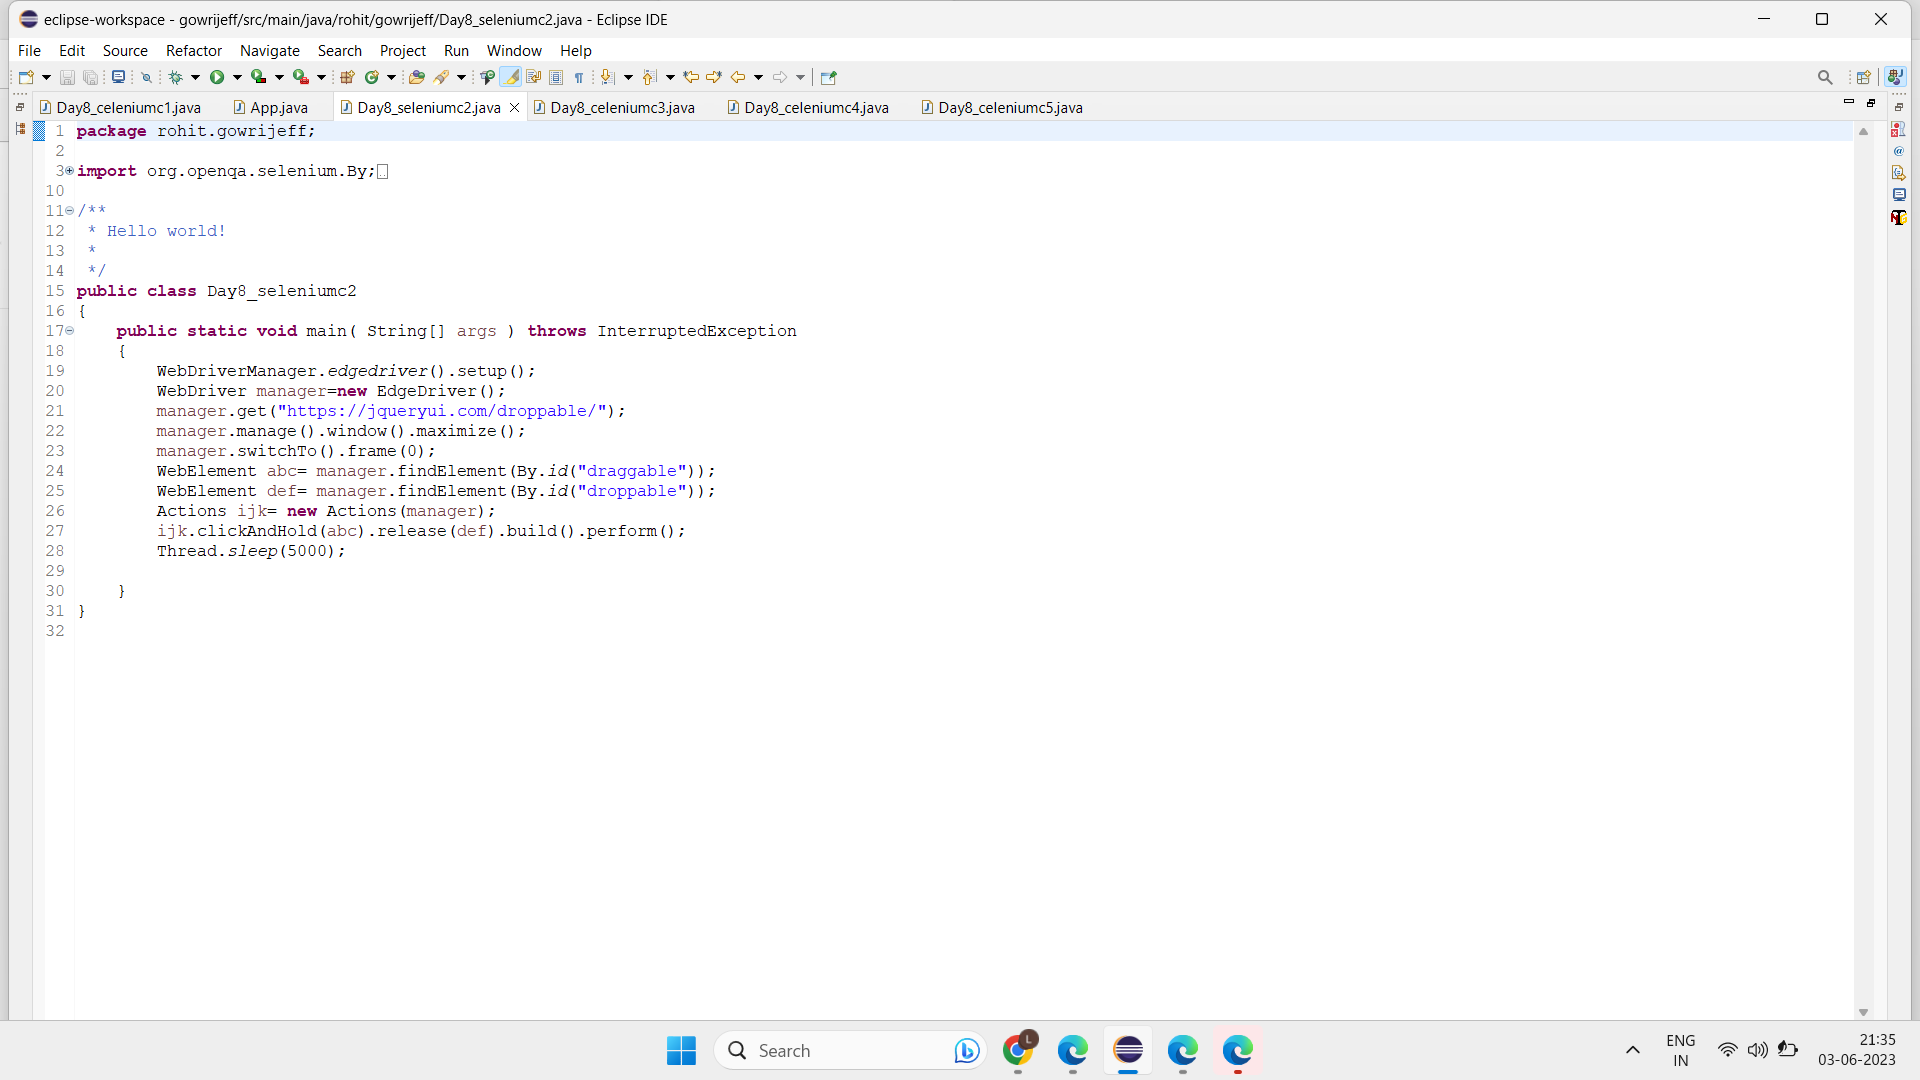 eclipse-workspace - gowrijeff/src/main/java/rohit/gowrijeff/Day8_seleniumc2.java - Eclipse IDE
File Edit Source Refactor Navigate Search Project Run Window Help
Day8_celeniumc1.java App.java Day8_seleniumc2.java Day8_celeniumc3.java Day8_celeniumc4.java Day8_celeniumc5.java
1 package rohit.gowrijeff;
2
3 import org.openqa.selenium.By;
10
11 /**
12 * Hello world!
13 *
14 */
15 public class Day8_seleniumc2
16 {
17 public static void main( String[] args ) throws InterruptedException
18 {
19 WebDriverManager.edgedriver().setup();
20 WebDriver manager=new EdgeDriver();
21 manager.get("https://jqueryui.com/droppable/");
22 manager.manage().window().maximize();
23 manager.switchTo().frame(0);
24 WebElement abc= manager.findElement(By.id("draggable"));
25 WebElement def= manager.findElement(By.id("droppable"));
26 Actions ijk= new Actions(manager);
27 ijk.clickAndHold(abc).release(def).build().perform();
28 Thread.sleep(5000);
29
30 }
31 }
32
Search
L
ENG
IN
21:35
03-06-2023